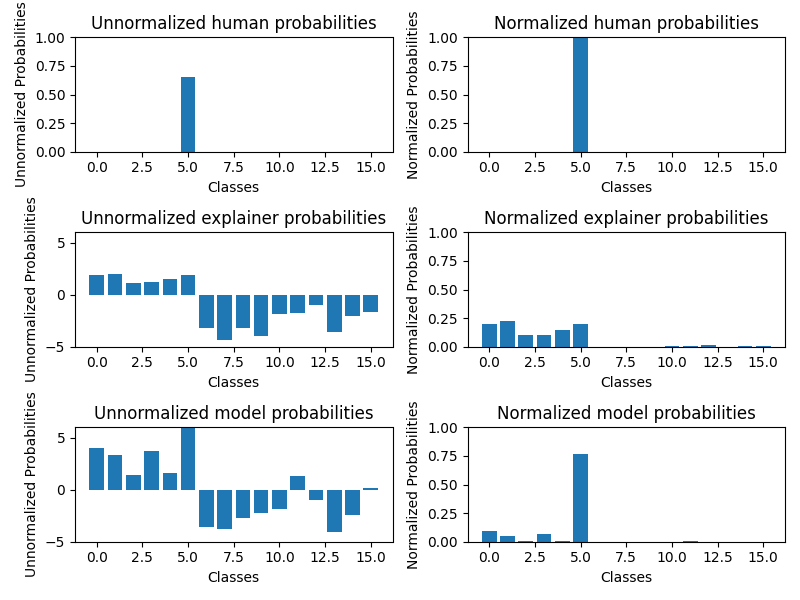 Unnormalized human probabilities
Unnormalized Probabilities
1.00
0.75
0.50
0.25
0.00
0.0 2.5 5.0 7.5 10.0 12.5 15.0
Classes
Normalized human probabilities
Normalized Probabilities
1.00
0.75
0.50
0.25
0.00
0.0 2.5 5.0 7.5 10.0 12.5 15.0
Classes
Unnormalized explainer probabilities
Unnormalized Probabilities
5
0
−5
0.0 2.5 5.0 7.5 10.0 12.5 15.0
Classes
Normalized explainer probabilities
Normalized Probabilities
1.00
0.75
0.50
0.25
0.00
0.0 2.5 5.0 7.5 10.0 12.5 15.0
Classes
Unnormalized model probabilities
Unnormalized Probabilities
5
0
−5
0.0 2.5 5.0 7.5 10.0 12.5 15.0
Classes
Normalized model probabilities
Normalized Probabilities
1.00
0.75
0.50
0.25
0.00
0.0 2.5 5.0 7.5 10.0 12.5 15.0
Classes